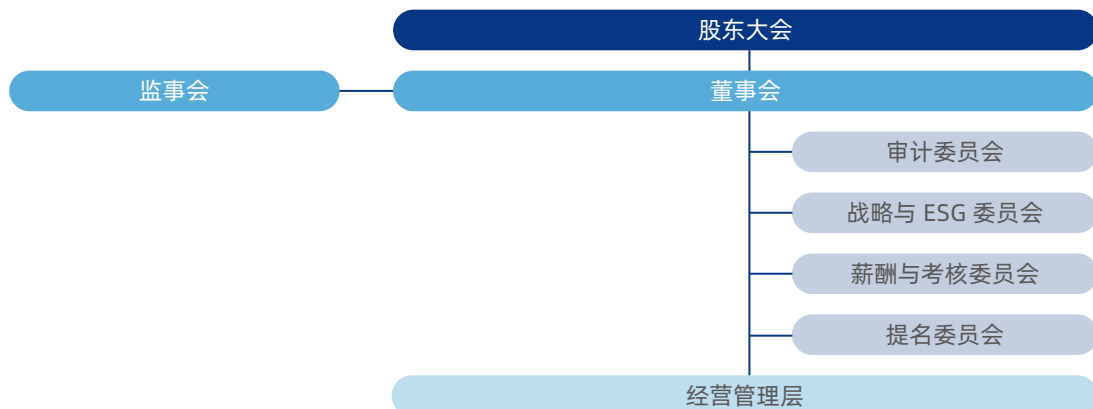 股东大会
监事会
董事会
审计委员会
战略与 ESG 委员会
薪酬与考核委员会
提名委员会
经营管理层